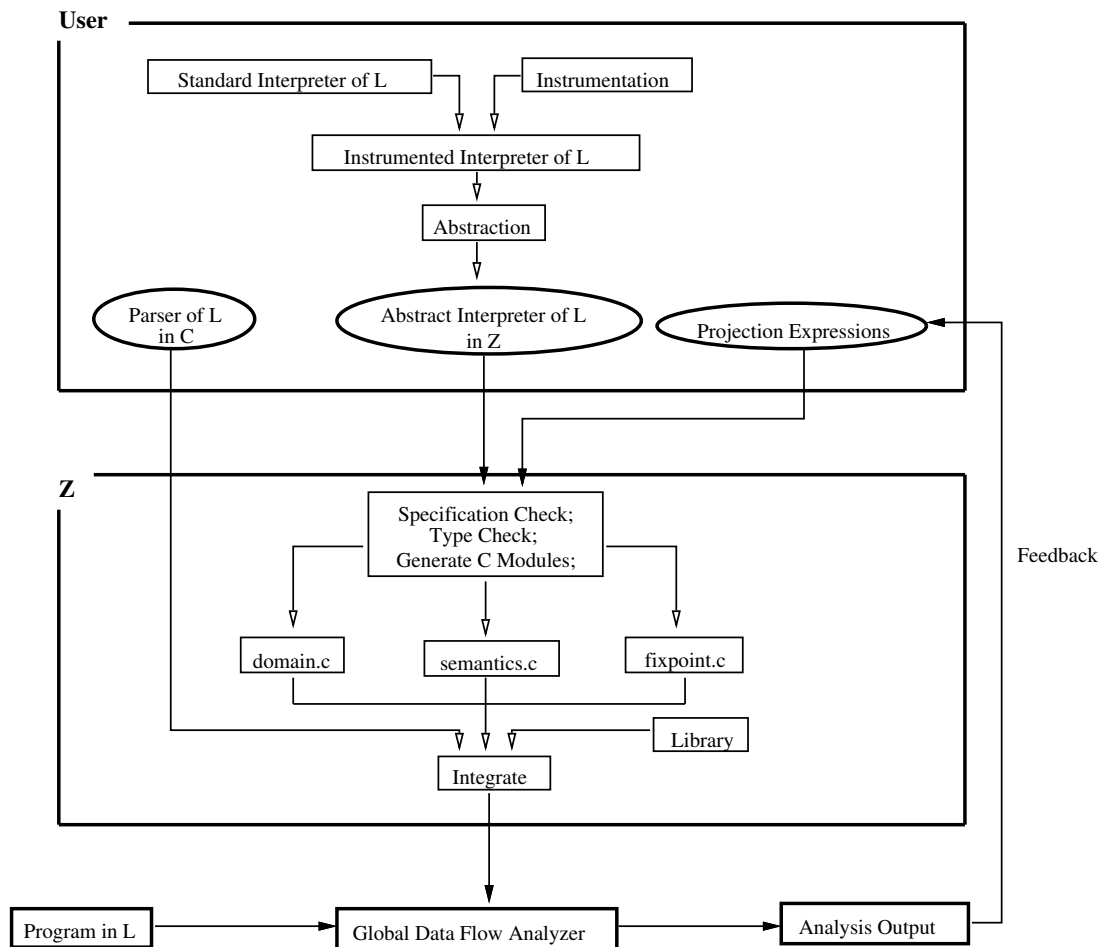 User
Standard Interpreter of L
Instrumentation
Instrumented Interpreter of L
Abstraction
Parser of L
in C
Abstract Interpreter of L
in Z
Projection Expressions
Z
Specification Check;
Type Check;
Generate C Modules;
Feedback
domain.c
semantics.c
fixpoint.c
Library
Integrate
Program in L
Global Data Flow Analyzer
Analysis Output